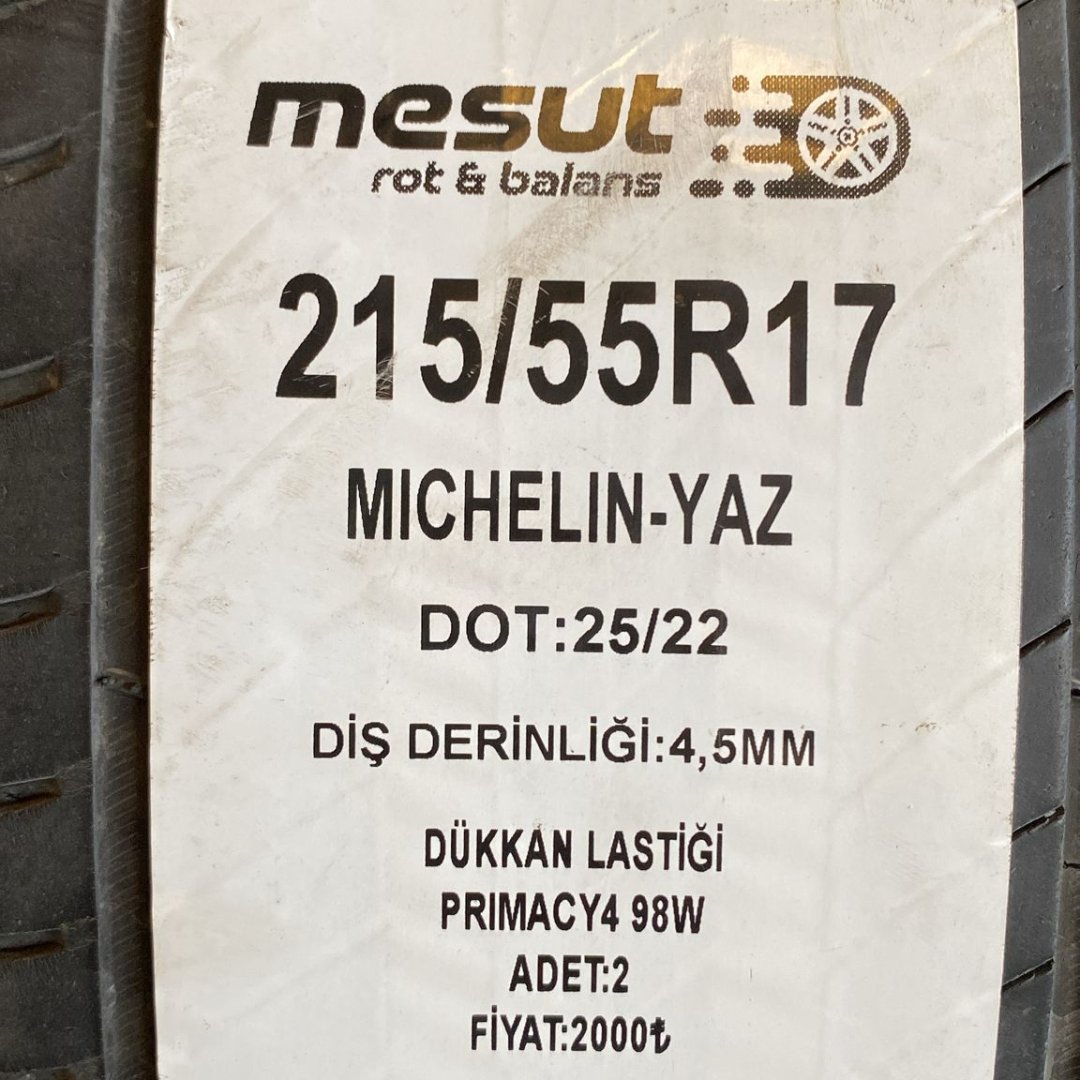 mesut
rot & balans
215/55R17
MICHELIN-YAZ
DOT:25/22
DİŞ DERİNLİĞİ:4,5MM
DÜKKAN LASTİĞİ
PRIMACY4 98W
ADET:2
FİYAT:2000₺